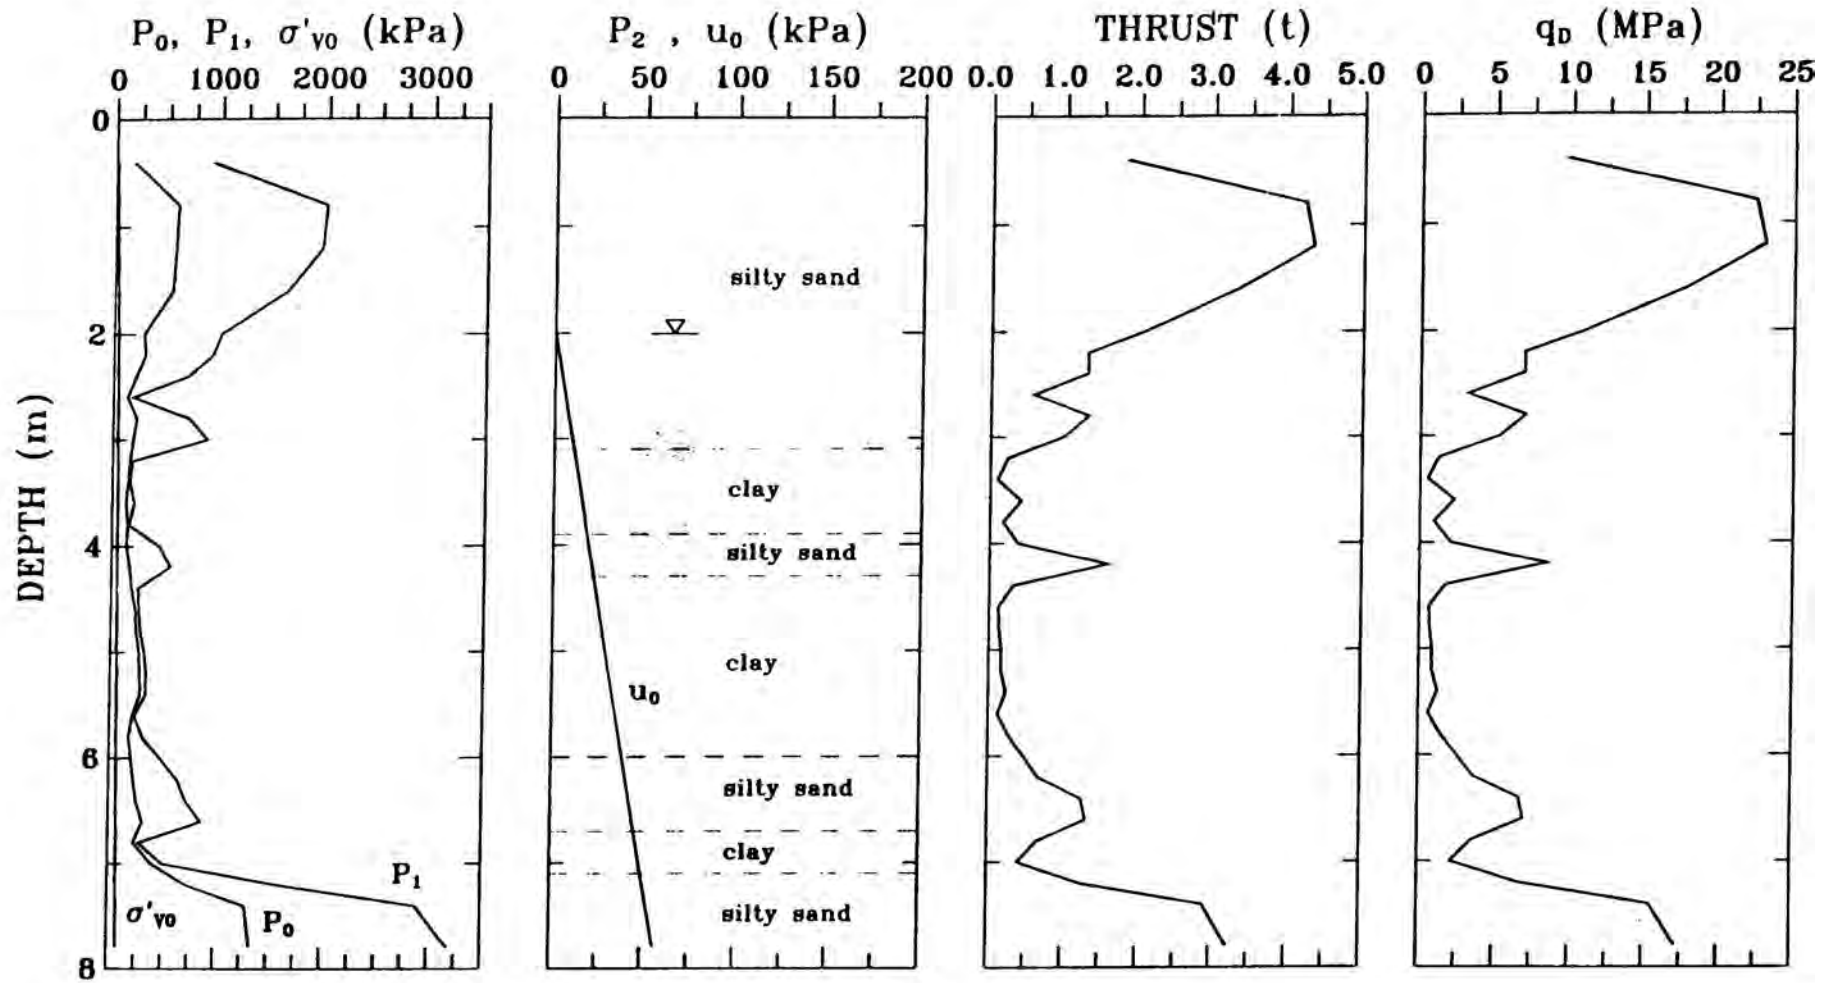 P₀, P₁, σ'ᵥ₀ (kPa)
P₂ , u₀ (kPa)
THRUST (t)
q_D (MPa)
0 1000 2000 3000
0 50 100 150 200
0.0 1.0 2.0 3.0 4.0 5.0
0 5 10 15 20 25
DEPTH (m)
0
2
4
6
8
silty sand
clay
silty sand
clay
u₀
silty sand
clay
silty sand
P₁
σ'ᵥ₀
P₀